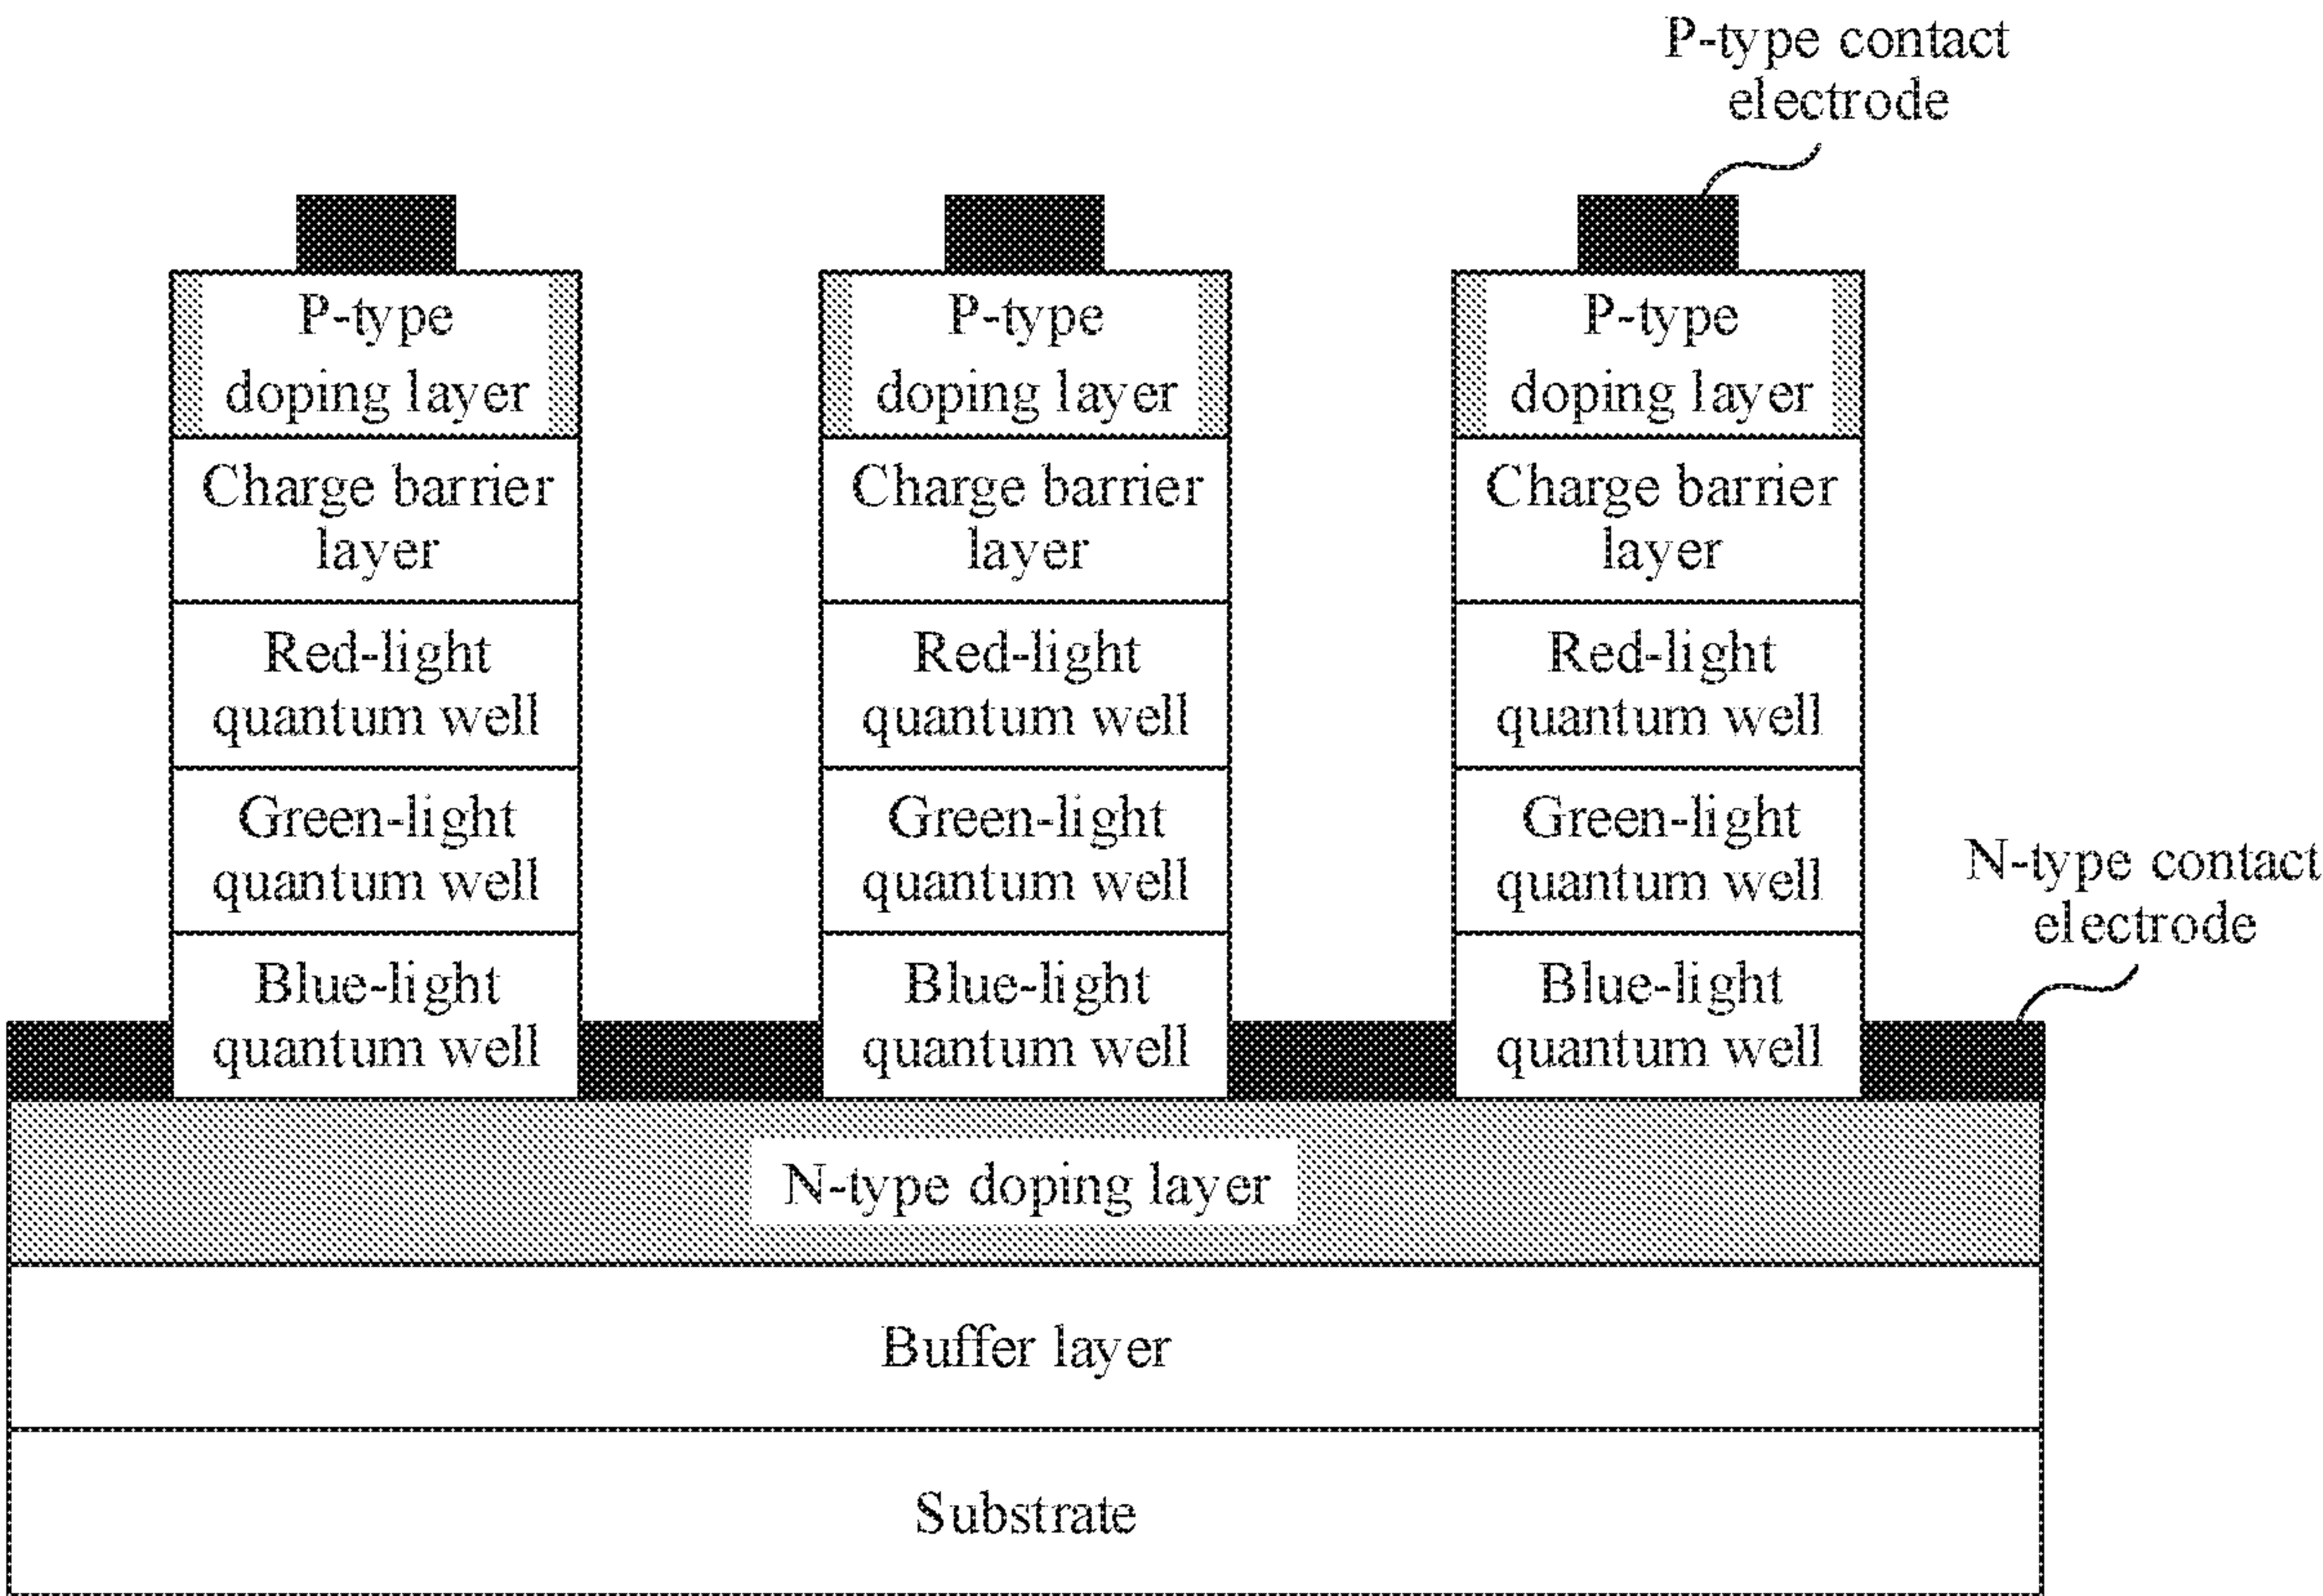 P-type contact
electrode
P-type
doping layer
Charge barrier
layer
Red-light
quantum well
Green-light
quantum well
Blue-light
quantum well
P-type
doping layer
Charge barrier
layer
Red-light
quantum well
Green-light
quantum well
Blue-light
quantum well
P-type
doping layer
Charge barrier
layer
Red-light
quantum well
Green-light
quantum well
Blue-light
quantum well
N-type contact
electrode
N-type doping layer
Buffer layer
Substrate